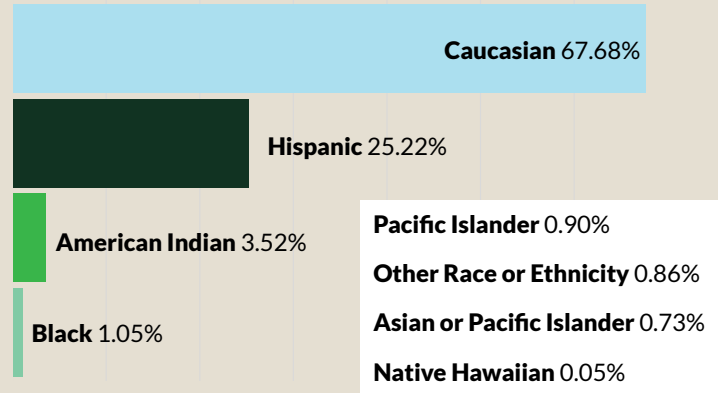 Caucasian 67.68%
Hispanic 25.22%
American Indian 3.52%
Black 1.05%
Pacific Islander 0.90%
Other Race or Ethnicity 0.86%
Asian or Pacific Islander 0.73%
Native Hawaiian 0.05%